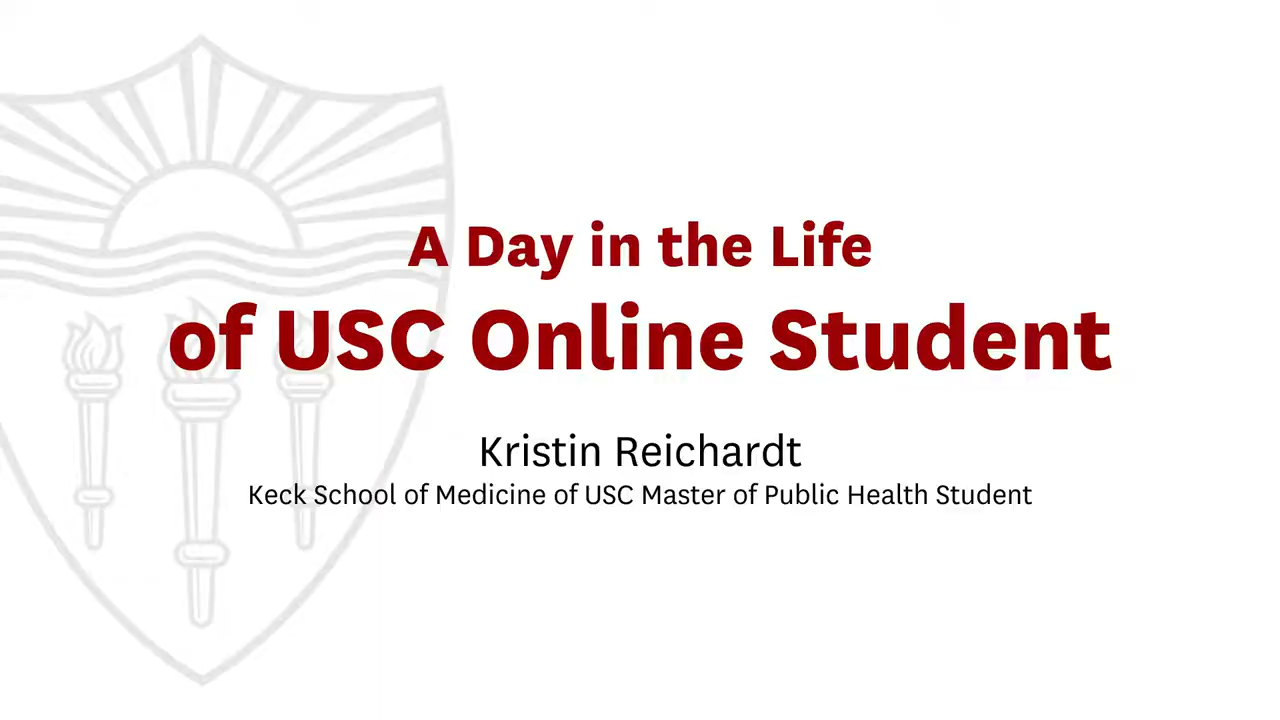 A Day in the Life
of USC Online Student
Kristin Reichardt
Keck School of Medicine of USC Master of Public Health Student